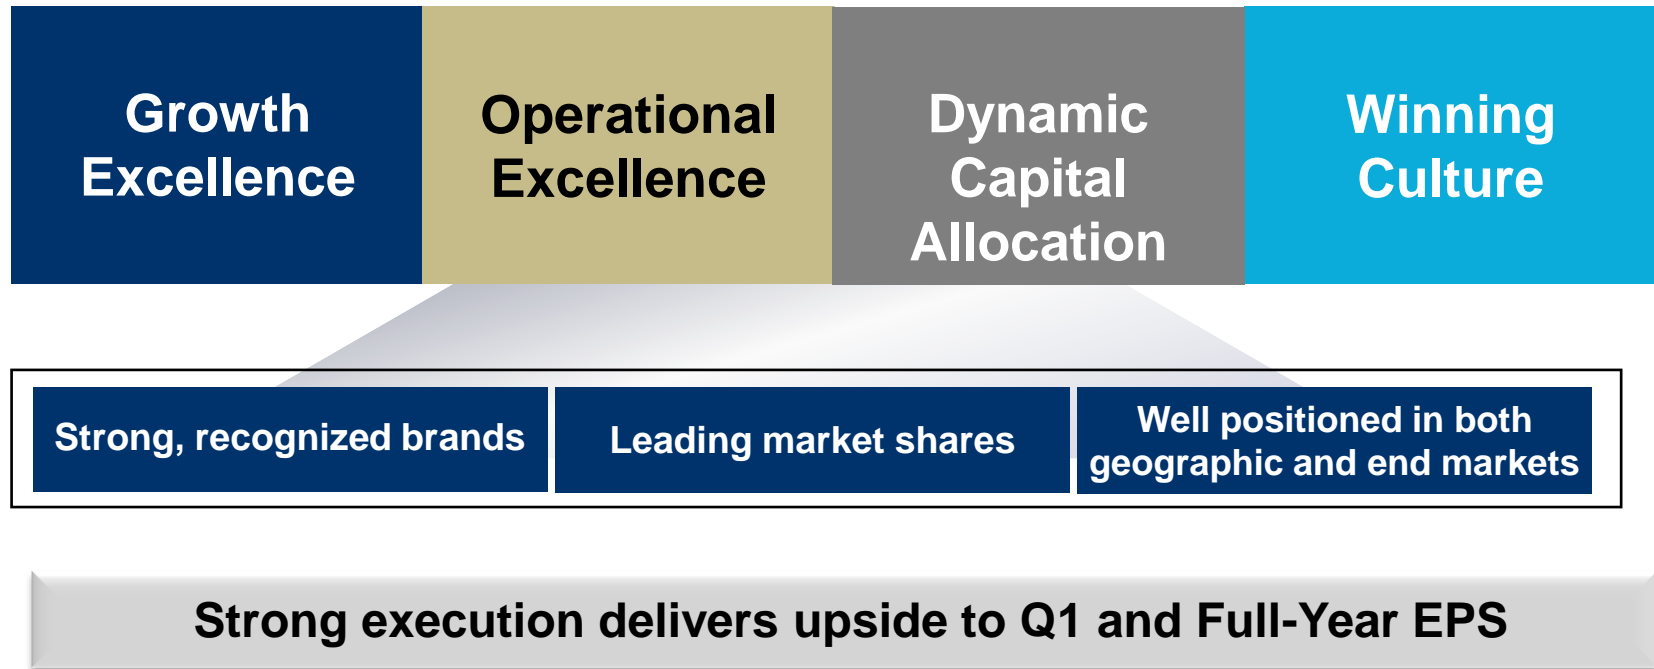 Growth
Excellence
Operational
Excellence
Dynamic
Capital
Allocation
Winning
Culture
Strong, recognized brands
Leading market shares
Well positioned in both
geographic and end markets
Strong execution delivers upside to Q1 and Full-Year EPS